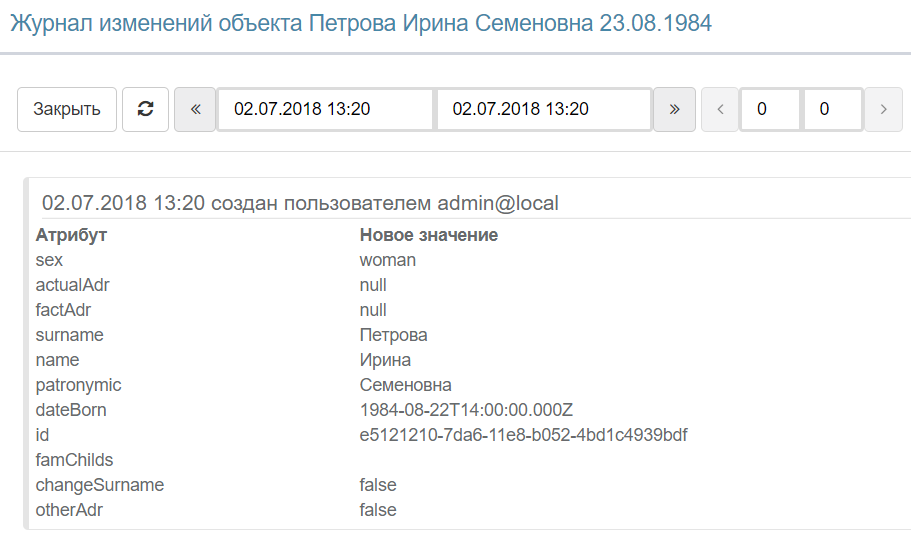 Журнал изменений объекта Петрова Ирина Семеновна 23.08.1984
Закрыть « 02.07.2018 13:20 02.07.2018 13:20 » < 0 0 >
02.07.2018 13:20 создан пользователем admin@local
Атрибут Новое значение
sex woman
actualAdr null
factAdr null
surname Петрова
name Ирина
patronymic Семеновна
dateBorn 1984-08-22T14:00:00.000Z
id e5121210-7da6-11e8-b052-4bd1c4939bdf
famChilds
changeSurname false
otherAdr false